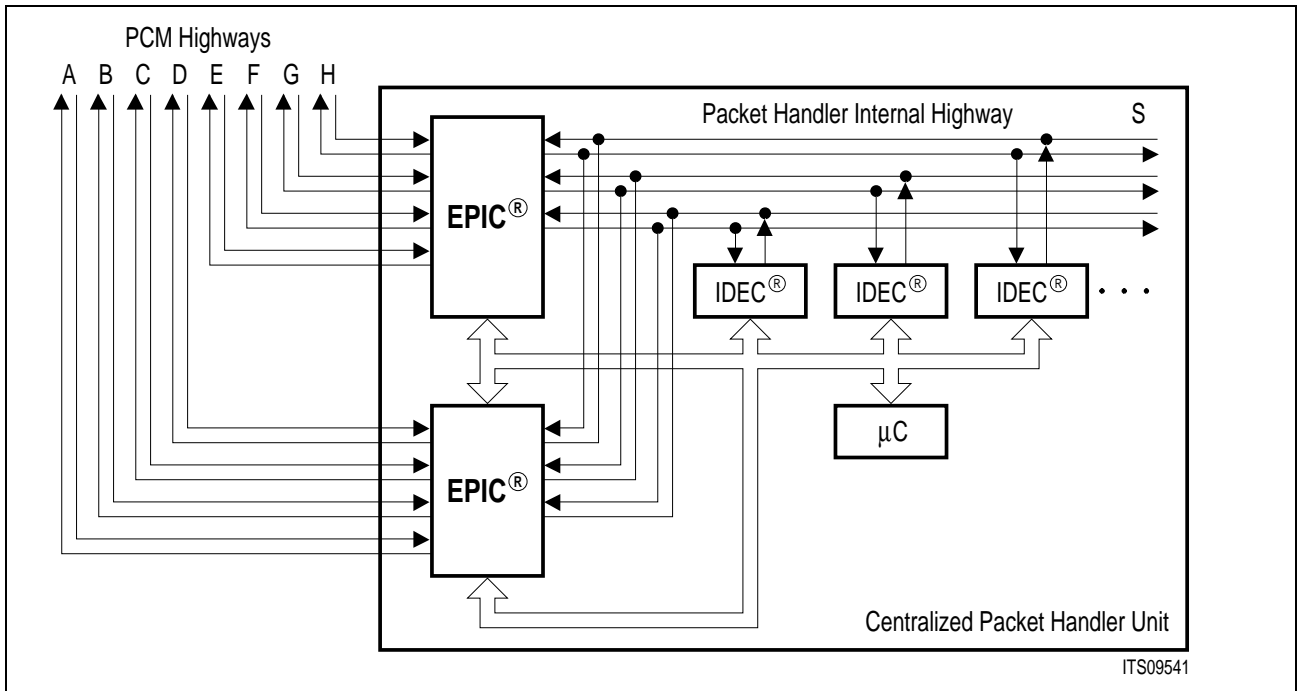 PCM Highways
A B C D E F G H
Packet Handler Internal Highway S
EPIC®
IDEC® IDEC® IDEC® . . .
µC
EPIC®
Centralized Packet Handler Unit
ITS09541